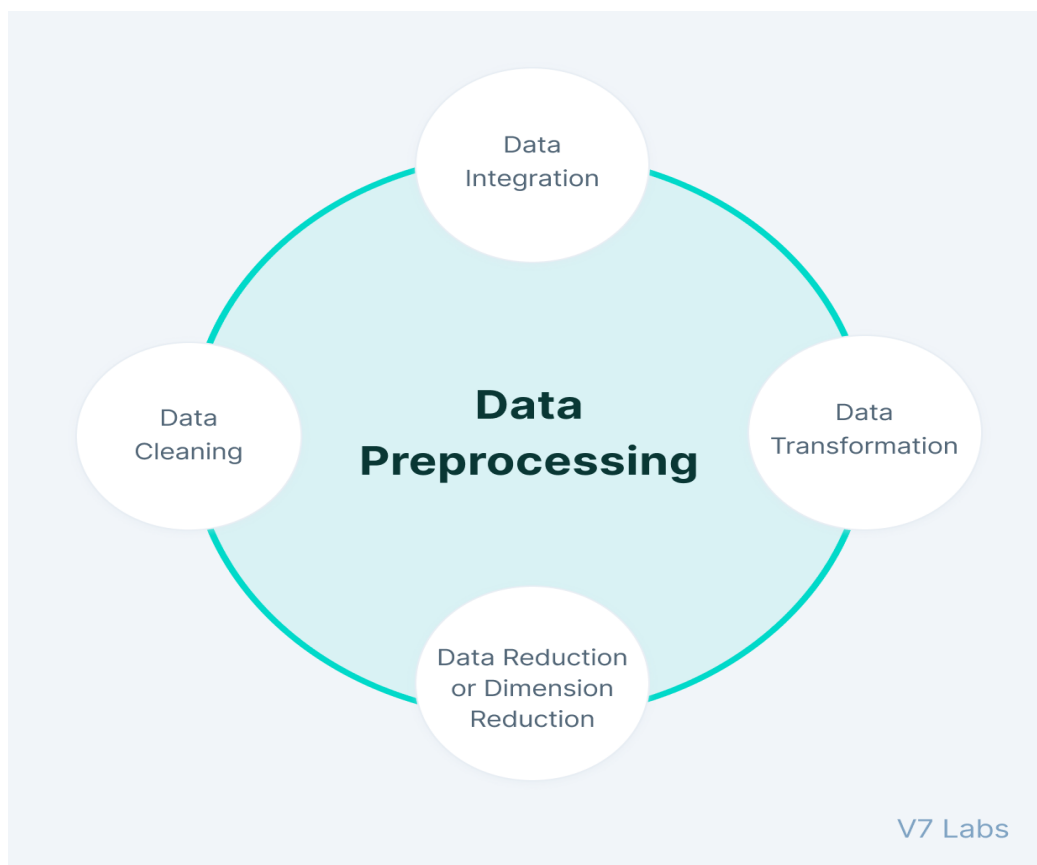 Data
Integration
Data
Cleaning
Data
Preprocessing
Data
Transformation
Data Reduction
or Dimension
Reduction
V7 Labs